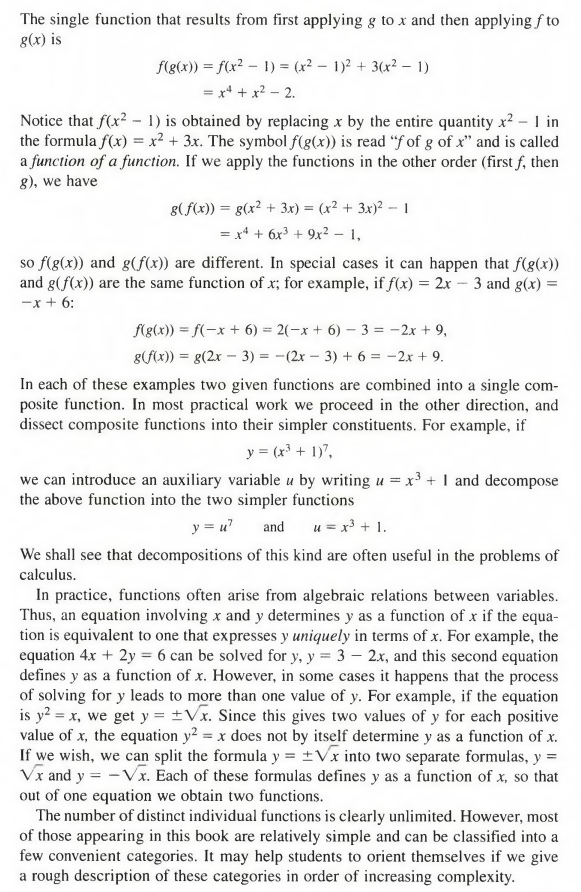 The single function that results from first applying g to x and then applying f to
g(x) is
f(g(x)) = f(x² − 1) = (x² − 1)² + 3(x² − 1)
= x⁴ + x² − 2.
Notice that f(x² − 1) is obtained by replacing x by the entire quantity x² − 1 in
the formula f(x) = x² + 3x. The symbol f(g(x)) is read “f of g of x” and is called
a function of a function. If we apply the functions in the other order (first f, then
g), we have
g(f(x)) = g(x² + 3x) = (x² + 3x)² − 1
= x⁴ + 6x³ + 9x² − 1,
so f(g(x)) and g(f(x)) are different. In special cases it can happen that f(g(x))
and g(f(x)) are the same function of x; for example, if f(x) = 2x − 3 and g(x) =
−x + 6:
f(g(x)) = f(−x + 6) = 2(−x + 6) − 3 = −2x + 9,
g(f(x)) = g(2x − 3) = −(2x − 3) + 6 = −2x + 9.
In each of these examples two given functions are combined into a single com-
posite function. In most practical work we proceed in the other direction, and
dissect composite functions into their simpler constituents. For example, if
y = (x³ + 1)⁷,
we can introduce an auxiliary variable u by writing u = x³ + 1 and decompose
the above function into the two simpler functions
y = u⁷ and u = x³ + 1.
We shall see that decompositions of this kind are often useful in the problems of
calculus.
In practice, functions often arise from algebraic relations between variables.
Thus, an equation involving x and y determines y as a function of x if the equa-
tion is equivalent to one that expresses y uniquely in terms of x. For example, the
equation 4x + 2y = 6 can be solved for y, y = 3 − 2x, and this second equation
defines y as a function of x. However, in some cases it happens that the process
of solving for y leads to more than one value of y. For example, if the equation
is y² = x, we get y = ±√x. Since this gives two values of y for each positive
value of x, the equation y² = x does not by itself determine y as a function of x.
If we wish, we can split the formula y = ±√x into two separate formulas, y =
√x and y = −√x. Each of these formulas defines y as a function of x, so that
out of one equation we obtain two functions.
The number of distinct individual functions is clearly unlimited. However, most
of those appearing in this book are relatively simple and can be classified into a
few convenient categories. It may help students to orient themselves if we give
a rough description of these categories in order of increasing complexity.